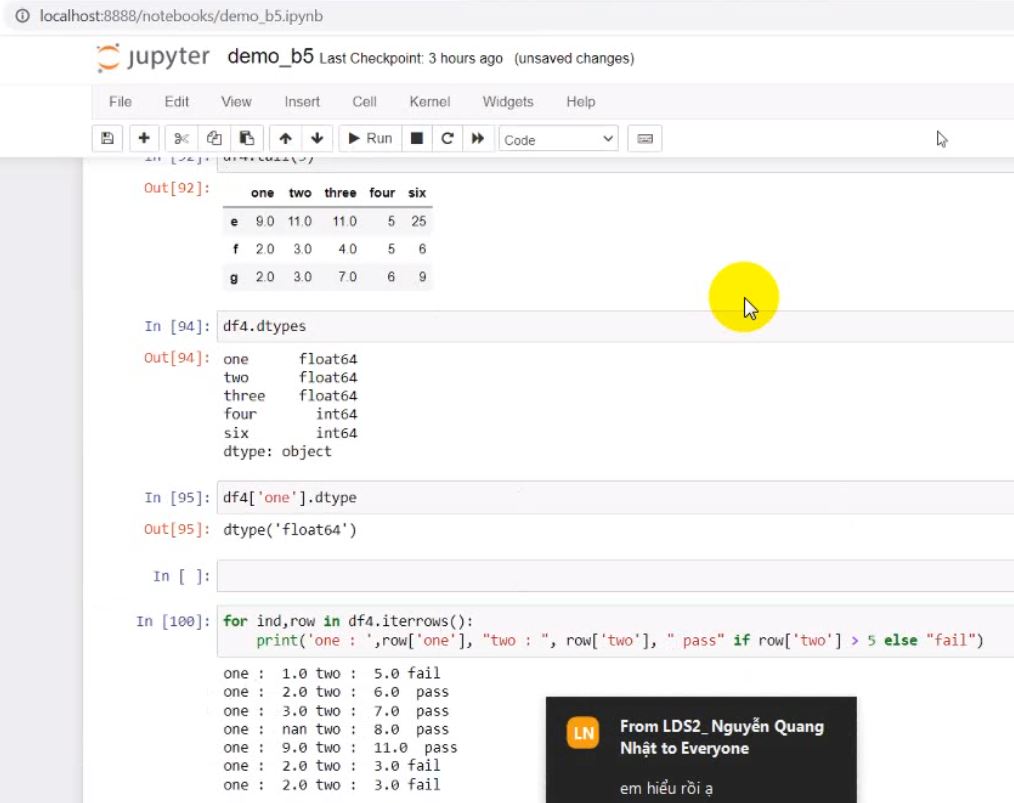 localhost:8888/notebooks/demo_b5.ipynb
jupyter demo_b5 Last Checkpoint: 3 hours ago (unsaved changes)
File Edit View Insert Cell Kernel Widgets Help
Run Code
In [92]: df4.tail(3)
Out[92]:
one two three four six
e 9.0 11.0 11.0 5 25
f 2.0 3.0 4.0 5 6
g 2.0 3.0 7.0 6 9
In [94]: df4.dtypes
Out[94]: one float64
two float64
three float64
four int64
six int64
dtype: object
In [95]: df4['one'].dtype
Out[95]: dtype('float64')
In [ ]:
In [100]: for ind,row in df4.iterrows():
print('one : ',row['one'], "two : ", row['two'], " pass" if row['two'] > 5 else "fail")
one :  1.0 two :  5.0 fail
one :  2.0 two :  6.0  pass
one :  3.0 two :  7.0  pass
one :  nan two :  8.0  pass
one :  9.0 two :  11.0  pass
one :  2.0 two :  3.0 fail
one :  2.0 two :  3.0 fail
LN
From LDS2_ Nguyễn Quang
Nhật to Everyone
em hiểu rồi ạ